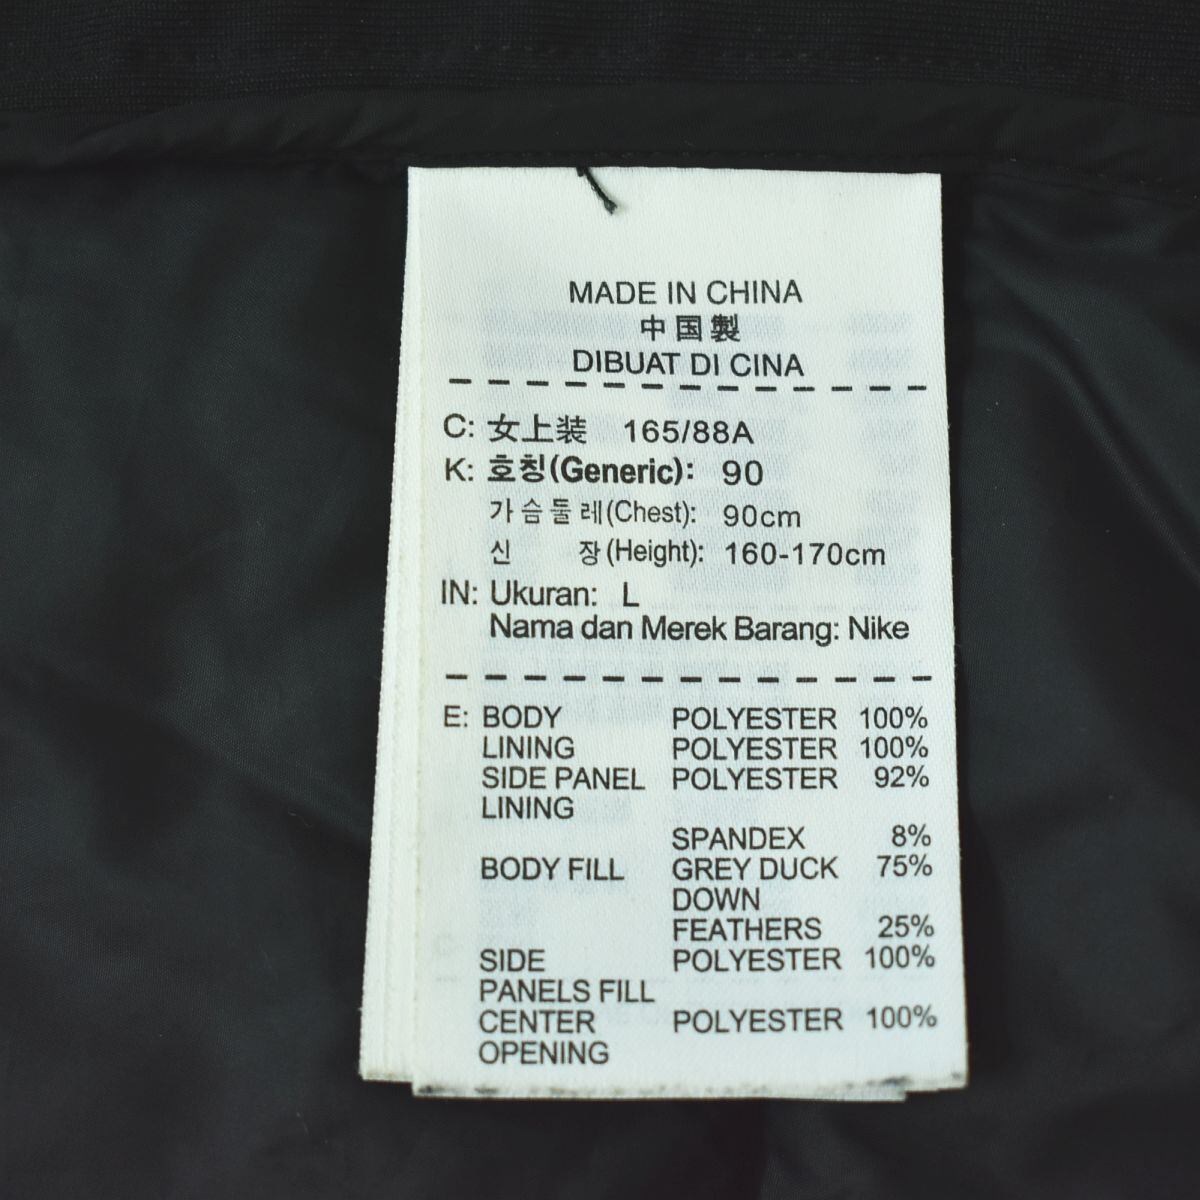 MADE IN CHINA
中国製
DIBUAT DI CINA
C: 女上装 165/88A
K: 호칭(Generic): 90
가슴둘레(Chest): 90cm
신 장(Height): 160-170cm
IN: Ukuran: L
Nama dan Merek Barang: Nike
E: BODY POLYESTER 100%
LINING POLYESTER 100%
SIDE PANEL POLYESTER 92%
LINING
SPANDEX 8%
BODY FILL GREY DUCK 75%
DOWN
FEATHERS 25%
SIDE POLYESTER 100%
PANELS FILL
CENTER POLYESTER 100%
OPENING